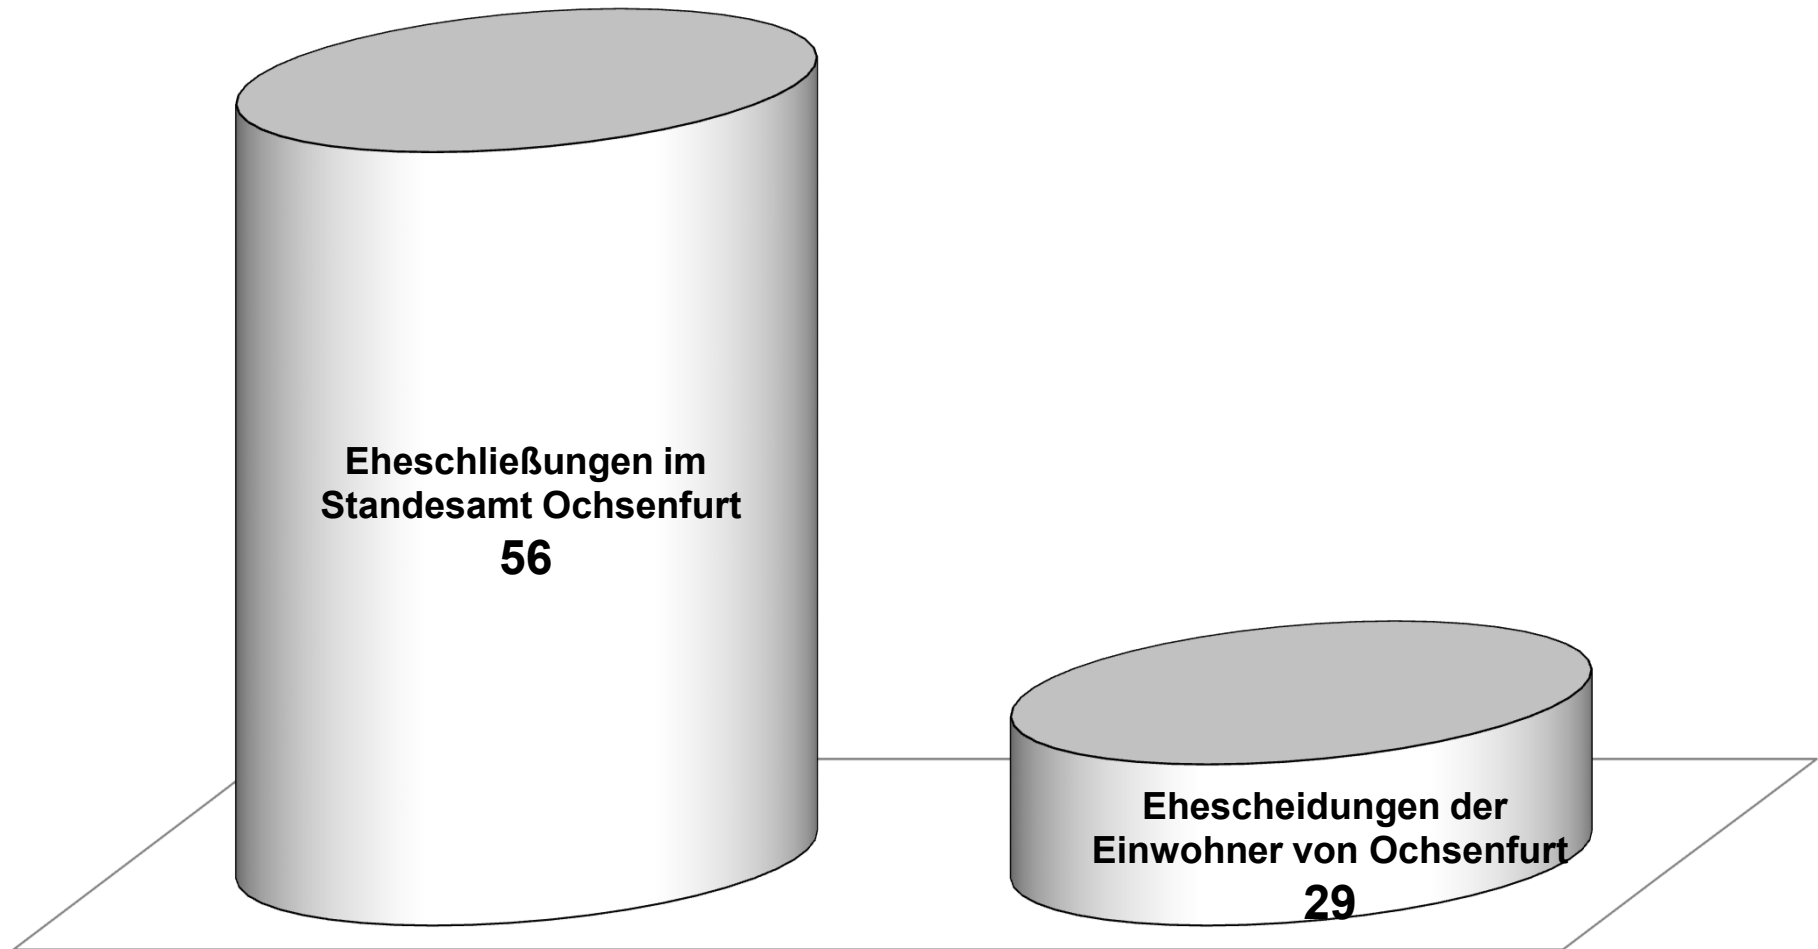 Eheschließungen im
Standesamt Ochsenfurt
56
Ehescheidungen der
Einwohner von Ochsenfurt
29